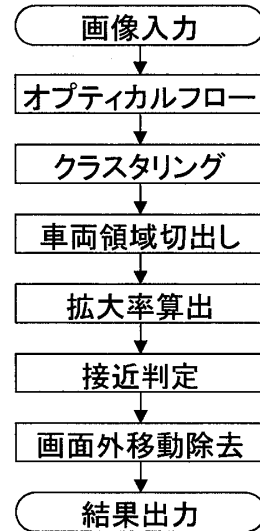 画像入力
オプティカルフロー
クラスタリング
車両領域切出し
拡大率算出
接近判定
画面外移動除去
結果出力